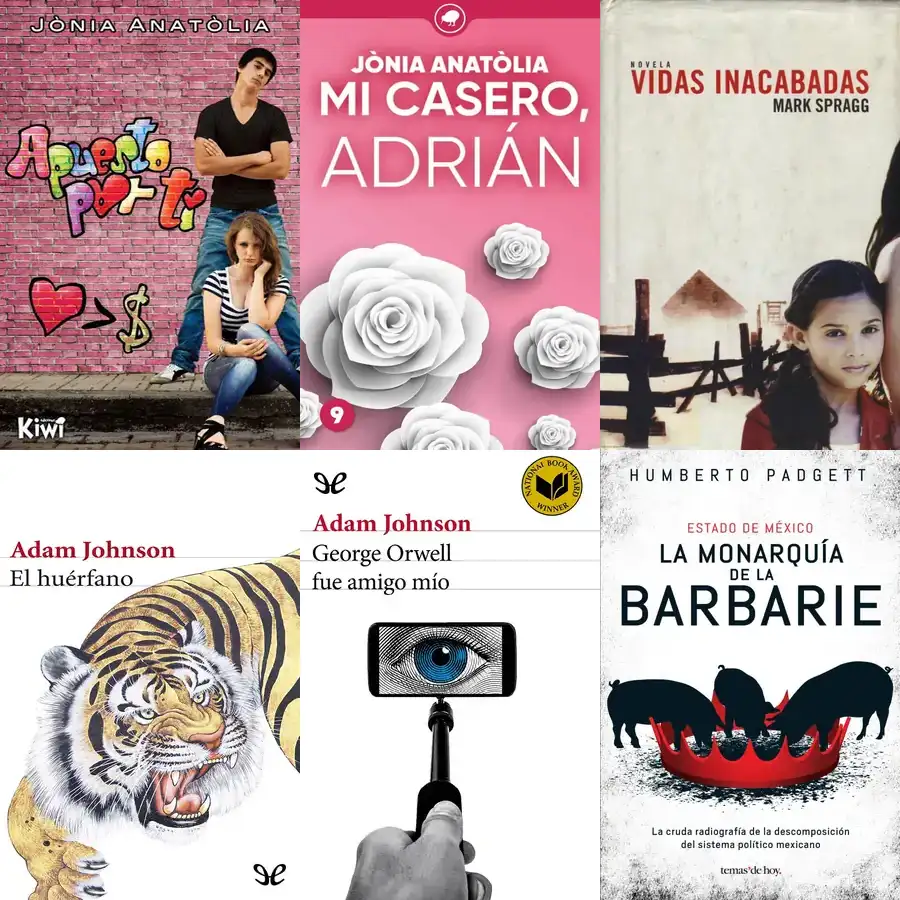 JÒNIA ANATÒLIA
Apuesto
por ti
$
Kiwi
JÒNIA ANATÒLIA
MI CASERO,
ADRIÁN
9
NOVELA
VIDAS INACABADAS
MARK SPRAGG
Adam Johnson
El huérfano
NATIONAL BOOK AWARD
WINNER
Adam Johnson
George Orwell
fue amigo mío
HUMBERTO PADGETT
ESTADO DE MÉXICO
LA MONARQUÍA
DE LA
BARBARIE
La cruda radiografía de la descomposición
del sistema político mexicano
temas'de hoy.